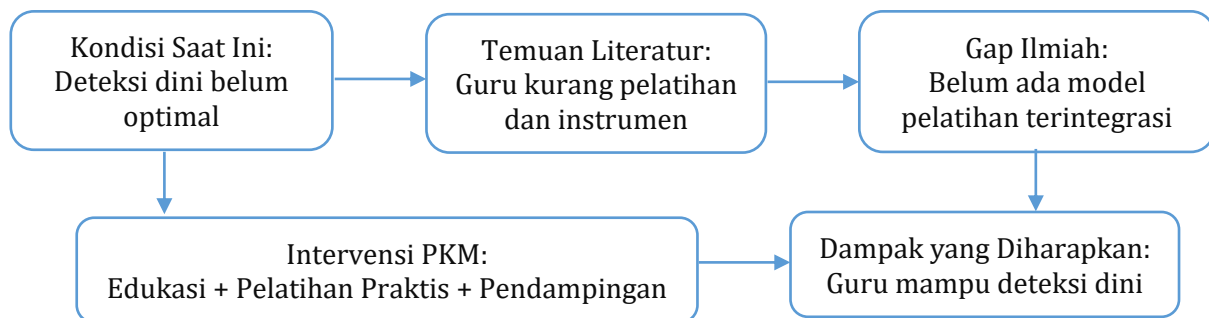 Kondisi Saat Ini:
Deteksi dini belum
optimal
Temuan Literatur:
Guru kurang pelatihan
dan instrumen
Gap Ilmiah:
Belum ada model
pelatihan terintegrasi
Intervensi PKM:
Edukasi + Pelatihan Praktis + Pendampingan
Dampak yang Diharapkan:
Guru mampu deteksi dini